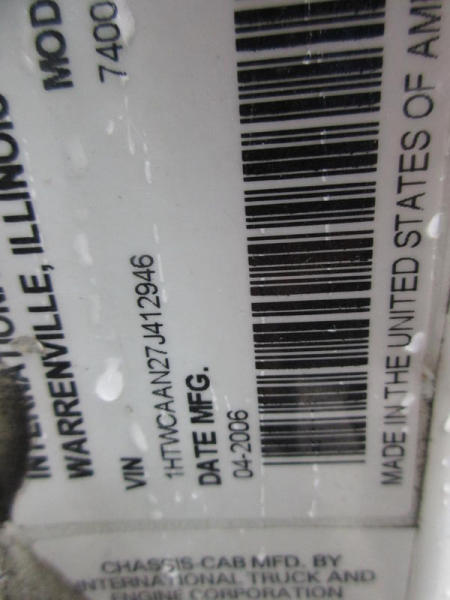 WARRENVILLE, ILLINOIS
MOD
7400
VIN
1HTWCAAN27J412946
DATE MFG.
04-2006
MADE IN THE UNITED STATES OF AM
CHASSIS-CAB MFD. BY
INTERNATIONAL TRUCK AND
ENGINE CORPORATION